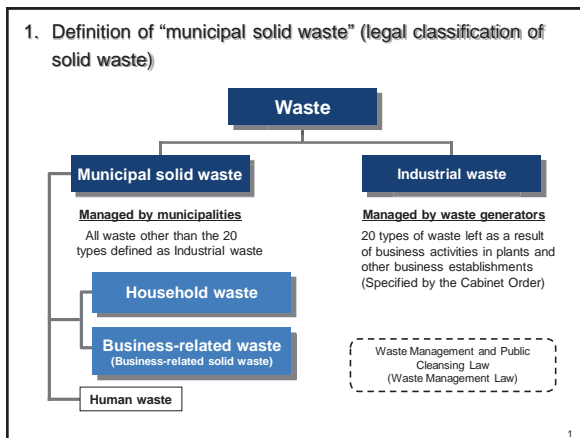 1. Definition of “municipal solid waste” (legal classification of
solid waste)
Waste
Municipal solid waste
Industrial waste
Managed by municipalities
All waste other than the 20
types defined as Industrial waste
Managed by waste generators
20 types of waste left as a result
of business activities in plants and
other business establishments
(Specified by the Cabinet Order)
Household waste
Business-related waste
(Business-related solid waste)
Waste Management and Public
Cleansing Law
(Waste Management Law)
Human waste
1